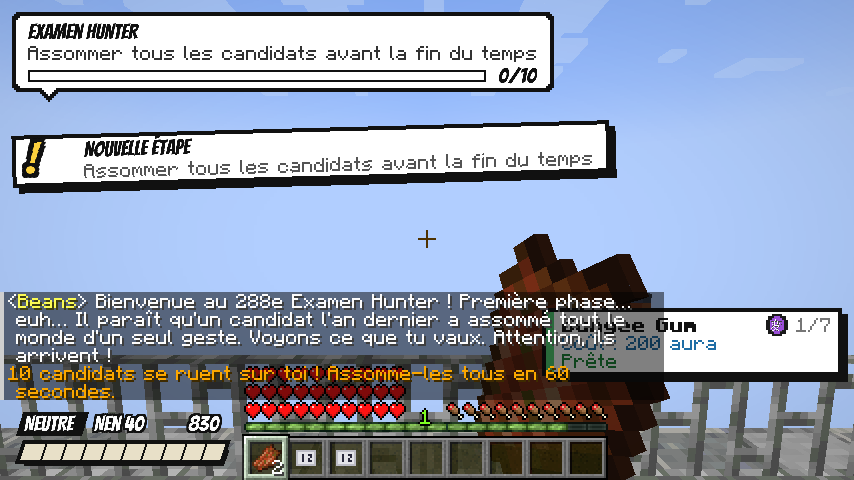 EXAMEN HUNTER
Assommer tous les candidats avant la fin du temps
0/10
NOUVELLE ÉTAPE
Assommer tous les candidats avant la fin du temps
<Beans> Bienvenue au 288e Examen Hunter ! Première phase...
euh... Il paraît qu'un candidat l'an dernier a assommé tout le
monde d'un seul geste. Voyons ce que tu vaux. Attention, ils
arrivent !
10 candidats se ruent sur toi ! Assomme-les tous en 60
secondes.
Gum
1/7
200 aura
Prête
NEUTRE
NEN 40
830
1
2
12
12